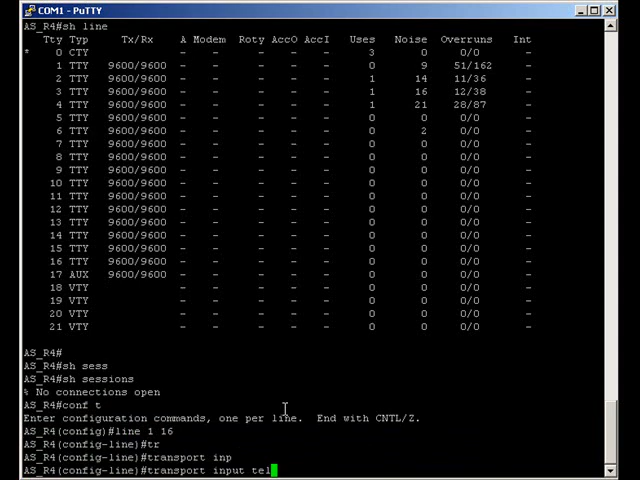 COM1 - PuTTY
AS_R4#sh line
Tty Typ Tx/Rx A Modem Roty AccO AccI Uses Noise Overruns Int
* 0 CTY - - - - - 3 0 0/0 -
1 TTY 9600/9600 - - - - - 0 9 51/162 -
2 TTY 9600/9600 - - - - - 1 14 11/36 -
3 TTY 9600/9600 - - - - - 1 16 12/38 -
4 TTY 9600/9600 - - - - - 1 21 28/87 -
5 TTY 9600/9600 - - - - - 0 0 0/0 -
6 TTY 9600/9600 - - - - - 0 2 0/0 -
7 TTY 9600/9600 - - - - - 0 0 0/0 -
8 TTY 9600/9600 - - - - - 0 0 0/0 -
9 TTY 9600/9600 - - - - - 0 0 0/0 -
10 TTY 9600/9600 - - - - - 0 0 0/0 -
11 TTY 9600/9600 - - - - - 0 0 0/0 -
12 TTY 9600/9600 - - - - - 0 0 0/0 -
13 TTY 9600/9600 - - - - - 0 0 0/0 -
14 TTY 9600/9600 - - - - - 0 0 0/0 -
15 TTY 9600/9600 - - - - - 0 0 0/0 -
16 TTY 9600/9600 - - - - - 0 0 0/0 -
17 AUX 9600/9600 - - - - - 0 0 0/0 -
18 VTY - - - - - 0 0 0/0 -
19 VTY - - - - - 0 0 0/0 -
20 VTY - - - - - 0 0 0/0 -
21 VTY - - - - - 0 0 0/0 -
AS_R4#
AS_R4#sh sess
AS_R4#sh sessions
% No connections open
AS_R4#conf t
Enter configuration commands, one per line. End with CNTL/Z.
AS_R4(config)#line 1 16
AS_R4(config-line)#tr
AS_R4(config-line)#transport inp
AS_R4(config-line)#transport input tel